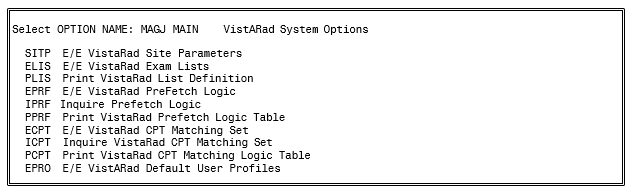 Select OPTION NAME: MAGJ MAIN    VistARad System Options
SITP  E/E VistaRad Site Parameters
ELIS  E/E VistaRad Exam Lists
PLIS  Print VistaRad List Definition
EPRF  E/E VistaRad PreFetch Logic
IPRF  Inquire Prefetch Logic
PPRF  Print VistaRad Prefetch Logic Table
ECPT  E/E VistaRad CPT Matching Set
ICPT  Inquire VistaRad CPT Matching Set
PCPT  Print VistaRad CPT Matching Logic Table
EPRO  E/E VistARad Default User Profiles